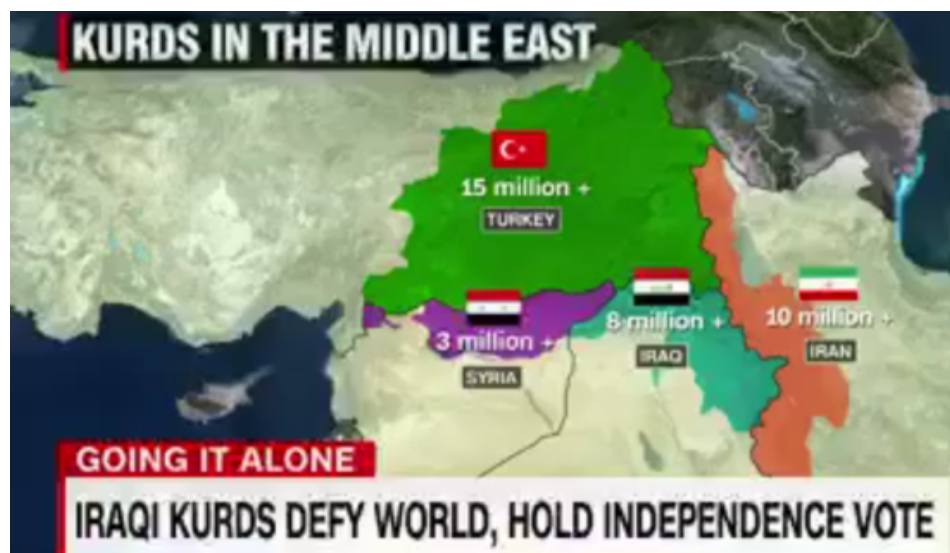 KURDS IN THE MIDDLE EAST
15 million +
TURKEY
3 million +
SYRIA
8 million +
IRAQ
10 million +
IRAN
GOING IT ALONE
IRAQI KURDS DEFY WORLD, HOLD INDEPENDENCE VOTE